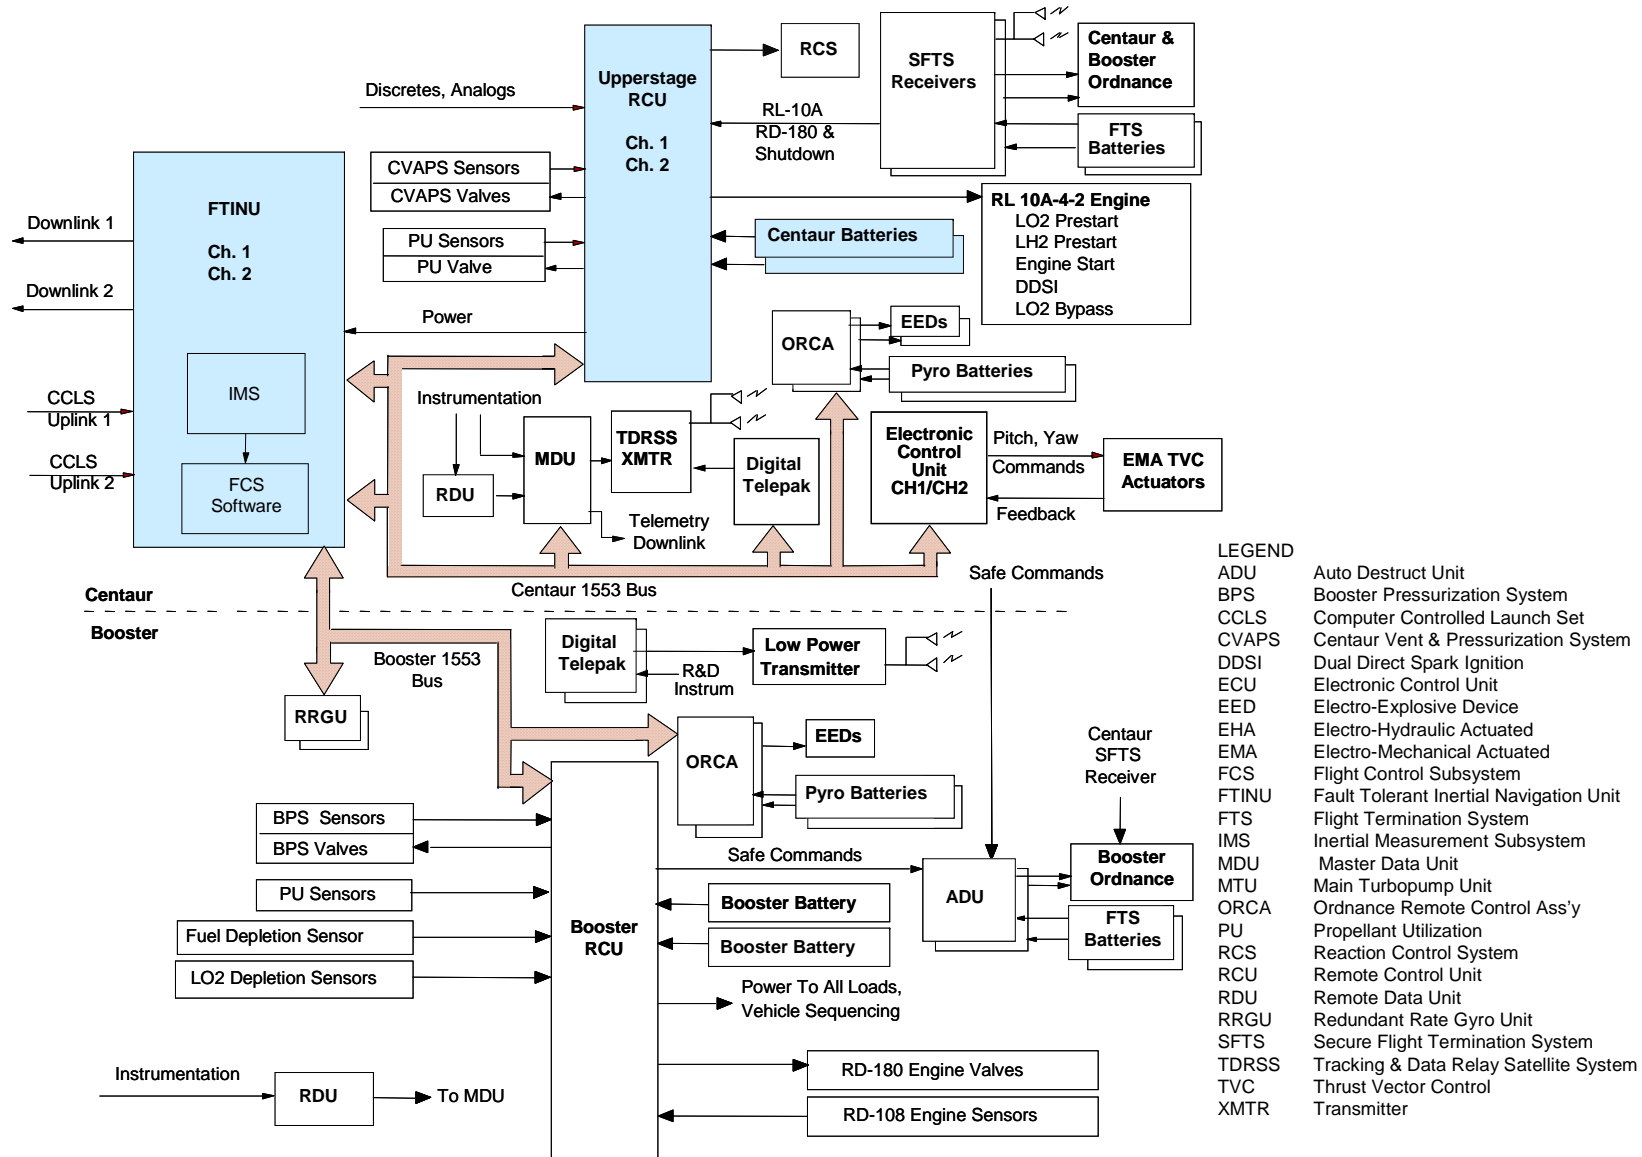 RCS
SFTS
Receivers
Centaur &
Booster
Ordnance
Upperstage
RCU
Ch. 1
Ch. 2
Discretes, Analogs
RL-10A
RD-180 &
Shutdown
FTS
Batteries
CVAPS Sensors
CVAPS Valves
RL 10A-4-2 Engine
LO2 Prestart
LH2 Prestart
Engine Start
DDSI
LO2 Bypass
FTINU
Ch. 1
Ch. 2
Downlink 1
Downlink 2
PU Sensors
PU Valve
Centaur Batteries
Power
ORCA
EEDs
Pyro Batteries
IMS
FCS
Software
CCLS
Uplink 1
CCLS
Uplink 2
Instrumentation
RDU
MDU
TDRSS
XMTR
Digital
Telepak
Telemetry
Downlink
Electronic
Control
Unit
CH1/CH2
Pitch, Yaw
Commands
EMA TVC
Actuators
Feedback
Centaur 1553 Bus
Safe Commands
Centaur
Booster
Booster 1553
Bus
Digital
Telepak
R&D
Instrum
Low Power
Transmitter
RRGU
ORCA
EEDs
Pyro Batteries
Centaur
SFTS
Receiver
BPS  Sensors
BPS Valves
PU Sensors
Fuel Depletion Sensor
LO2 Depletion Sensors
Booster
RCU
Safe Commands
Booster Battery
Booster Battery
ADU
Booster
Ordnance
FTS
Batteries
Power To All Loads,
Vehicle Sequencing
RD-180 Engine Valves
RD-108 Engine Sensors
Instrumentation
RDU
To MDU
LEGEND
ADU Auto Destruct Unit
BPS Booster Pressurization System
CCLS Computer Controlled Launch Set
CVAPS Centaur Vent & Pressurization System
DDSI Dual Direct Spark Ignition
ECU Electronic Control Unit
EED Electro-Explosive Device
EHA Electro-Hydraulic Actuated
EMA Electro-Mechanical Actuated
FCS Flight Control Subsystem
FTINU Fault Tolerant Inertial Navigation Unit
FTS Flight Termination System
IMS Inertial Measurement Subsystem
MDU Master Data Unit
MTU Main Turbopump Unit
ORCA Ordnance Remote Control Ass'y
PU Propellant Utilization
RCS Reaction Control System
RCU Remote Control Unit
RDU Remote Data Unit
RRGU Redundant Rate Gyro Unit
SFTS Secure Flight Termination System
TDRSS Tracking & Data Relay Satellite System
TVC Thrust Vector Control
XMTR Transmitter